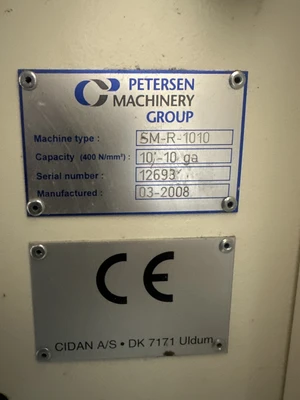 PETERSEN
MACHINERY
GROUP
Machine type : SM-R-1010
Capacity (400 N/mm²) : 10'-10 ga
Serial number : 12693
Manufactured : 03-2008
CE
CIDAN A/S • DK 7171 Uldum